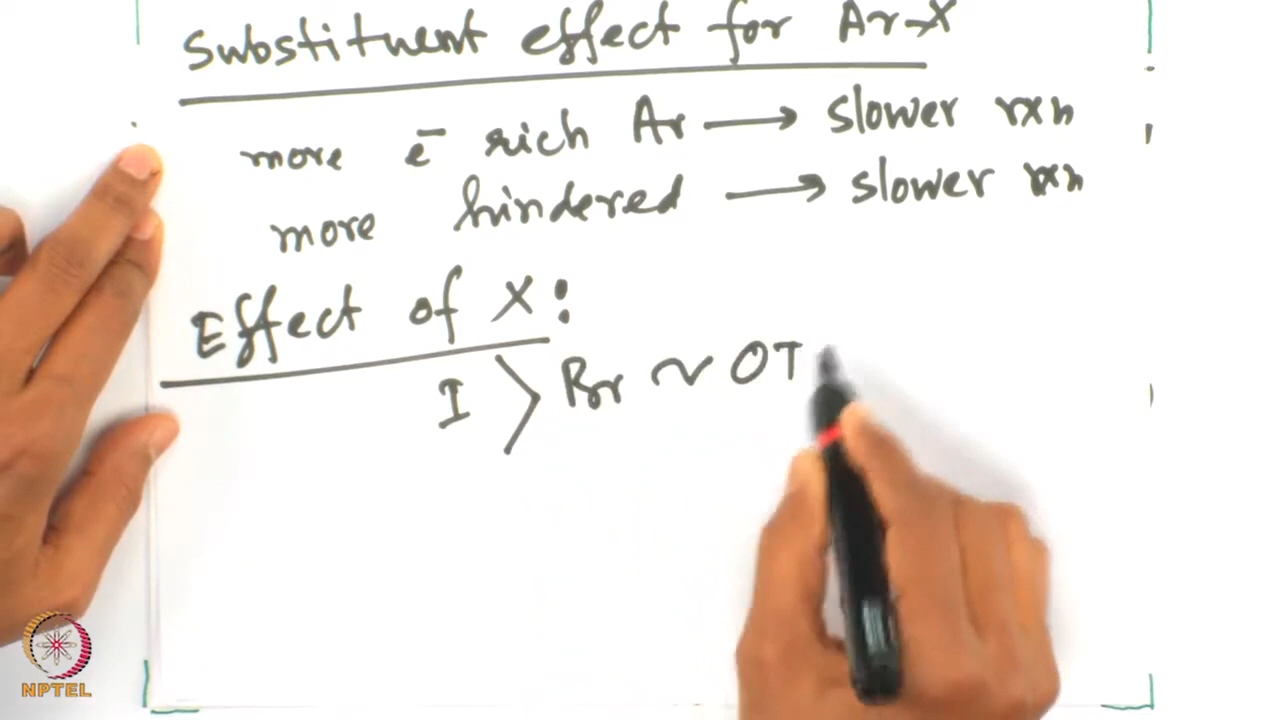 Substituent effect for Ar-X
more e⁻ rich Ar → slower rxn
more hindered → slower rxn
Effect of X:
I > Br ~ OT
NPTEL